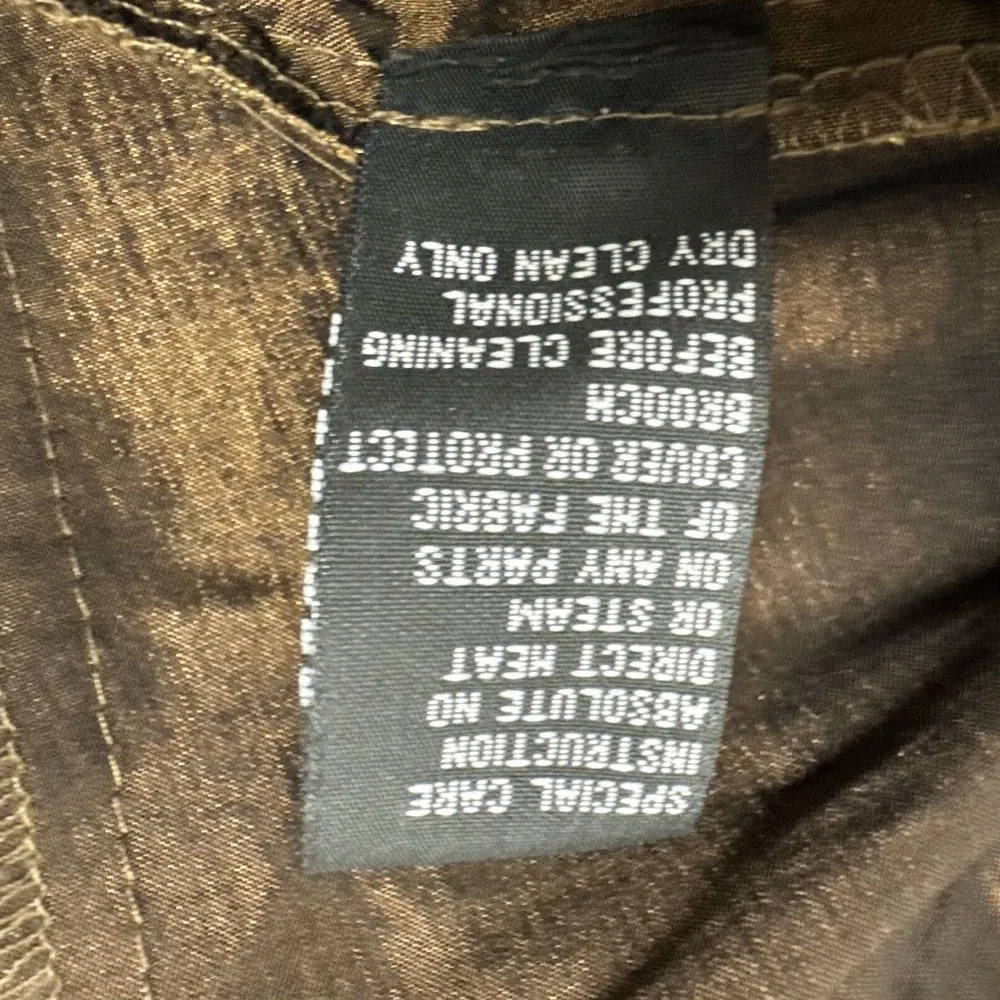 SPECIAL CARE
INSTRUCTION
ABSOLUTE NO
DIRECT HEAT
OR STEAM
ON ANY PARTS
OF THE FABRIC
COVER OR PROTECT
BROOCH
BEFORE CLEANING
PROFESSIONAL
DRY CLEAN ONLY